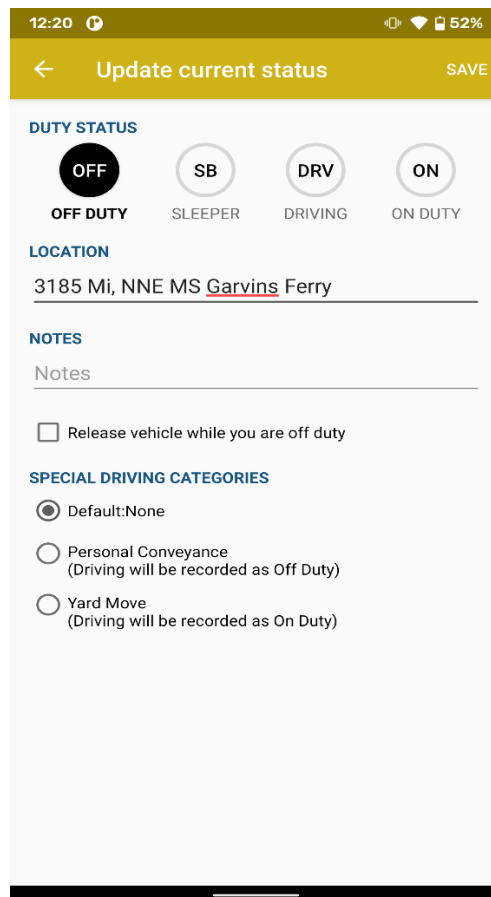 12:20 52%
Update current status SAVE
DUTY STATUS
OFF SB DRV ON
OFF DUTY SLEEPER DRIVING ON DUTY
LOCATION
3185 Mi, NNE MS Garvins Ferry
NOTES
Notes
Release vehicle while you are off duty
SPECIAL DRIVING CATEGORIES
Default:None
Personal Conveyance
(Driving will be recorded as Off Duty)
Yard Move
(Driving will be recorded as On Duty)